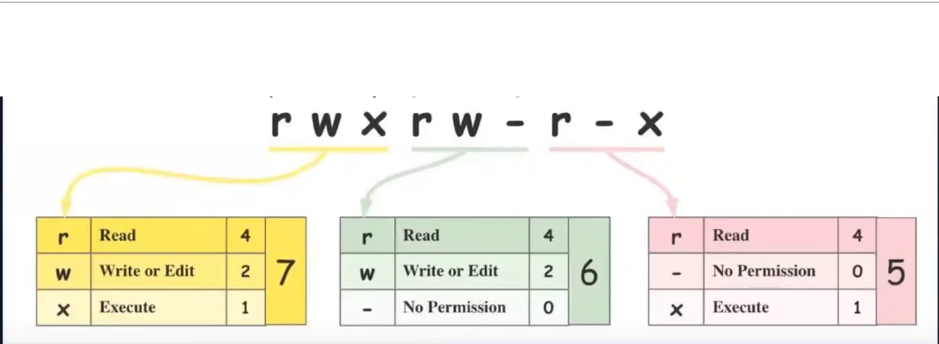 r w x r w - r - x
r Read 4
w Write or Edit 2
x Execute 1
7
r Read 4
w Write or Edit 2
- No Permission 0
6
r Read 4
- No Permission 0
x Execute 1
5